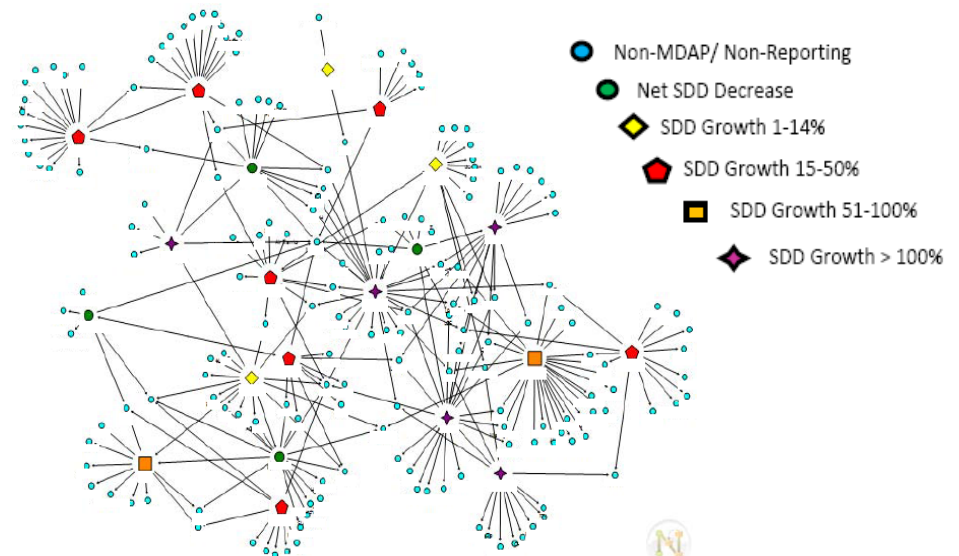 Non-MDAP/ Non-Reporting
Net SDD Decrease
SDD Growth 1-14%
SDD Growth 15-50%
SDD Growth 51-100%
SDD Growth > 100%
N